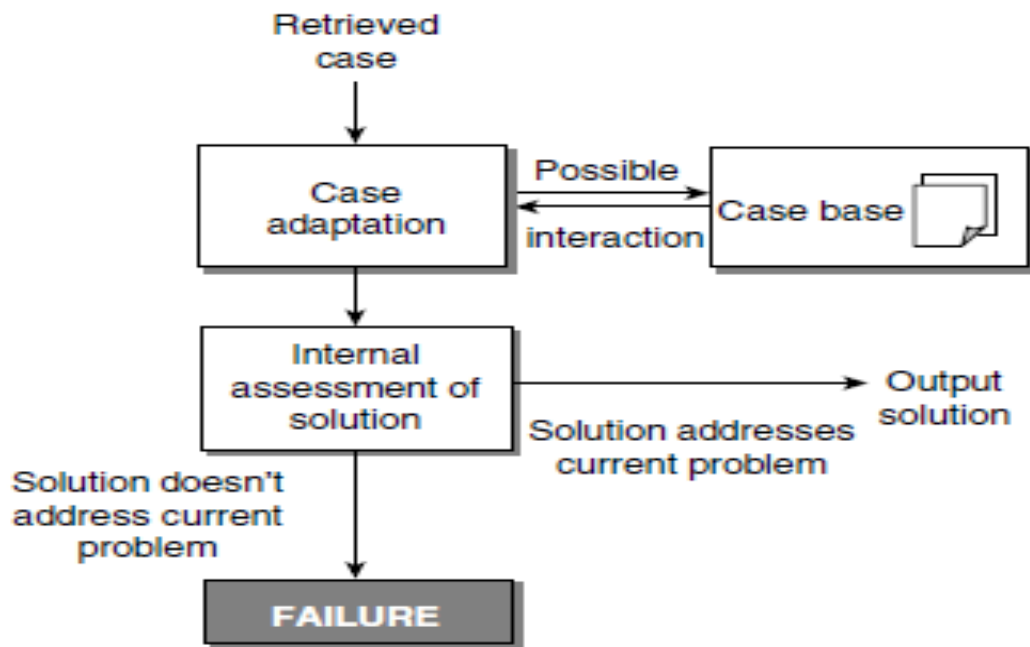 Retrieved
case
Case
adaptation
Possible
interaction
Case base
Internal
assessment of
solution
Output
solution
Solution addresses
current problem
Solution doesn't
address current
problem
FAILURE